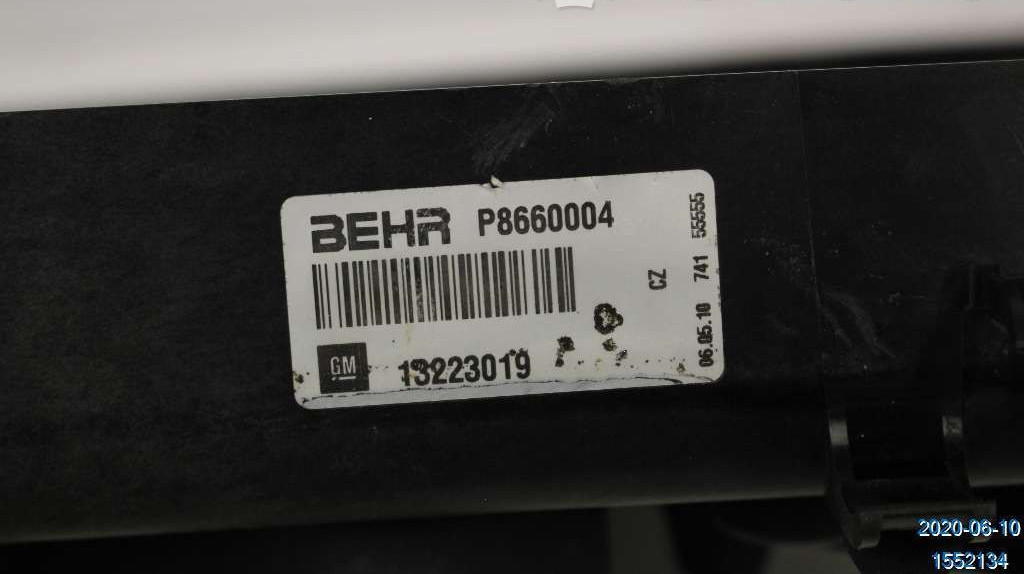 BEHR P8660004
CZ
06.05.10 741 55555
GM 13223019
2020-06-10
1552134